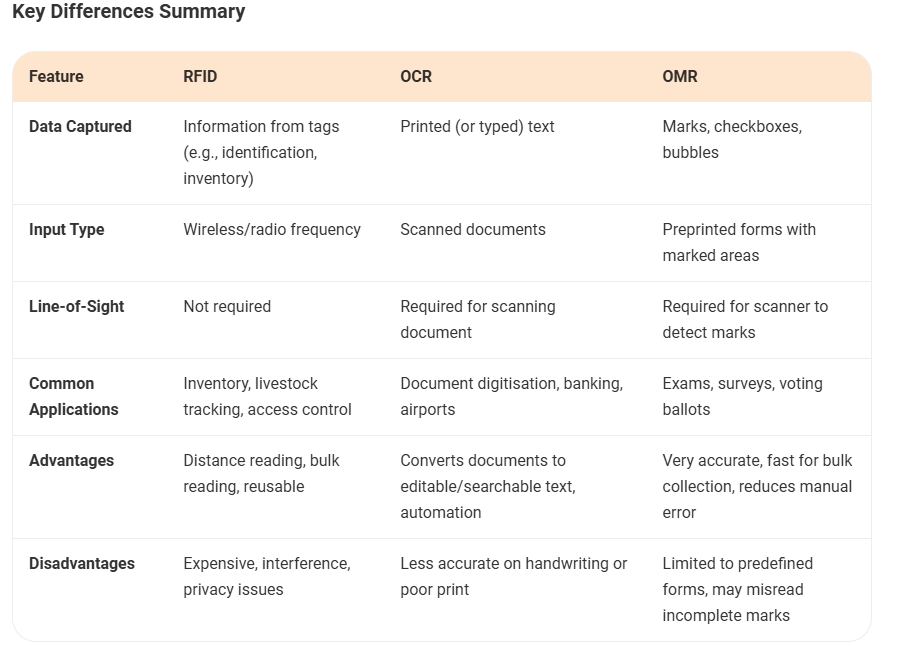 Key Differences Summary
Feature RFID OCR OMR
Data Captured Information from tags Printed (or typed) text Marks, checkboxes,
(e.g., identification, bubbles
inventory)
Input Type Wireless/radio frequency Scanned documents Preprinted forms with
marked areas
Line-of-Sight Not required Required for scanning Required for scanner to
document detect marks
Common Inventory, livestock Document digitisation, banking, Exams, surveys, voting
Applications tracking, access control airports ballots
Advantages Distance reading, bulk Converts documents to Very accurate, fast for bulk
reading, reusable editable/searchable text, collection, reduces manual
automation error
Disadvantages Expensive, interference, Less accurate on handwriting or Limited to predefined
privacy issues poor print forms, may misread
incomplete marks